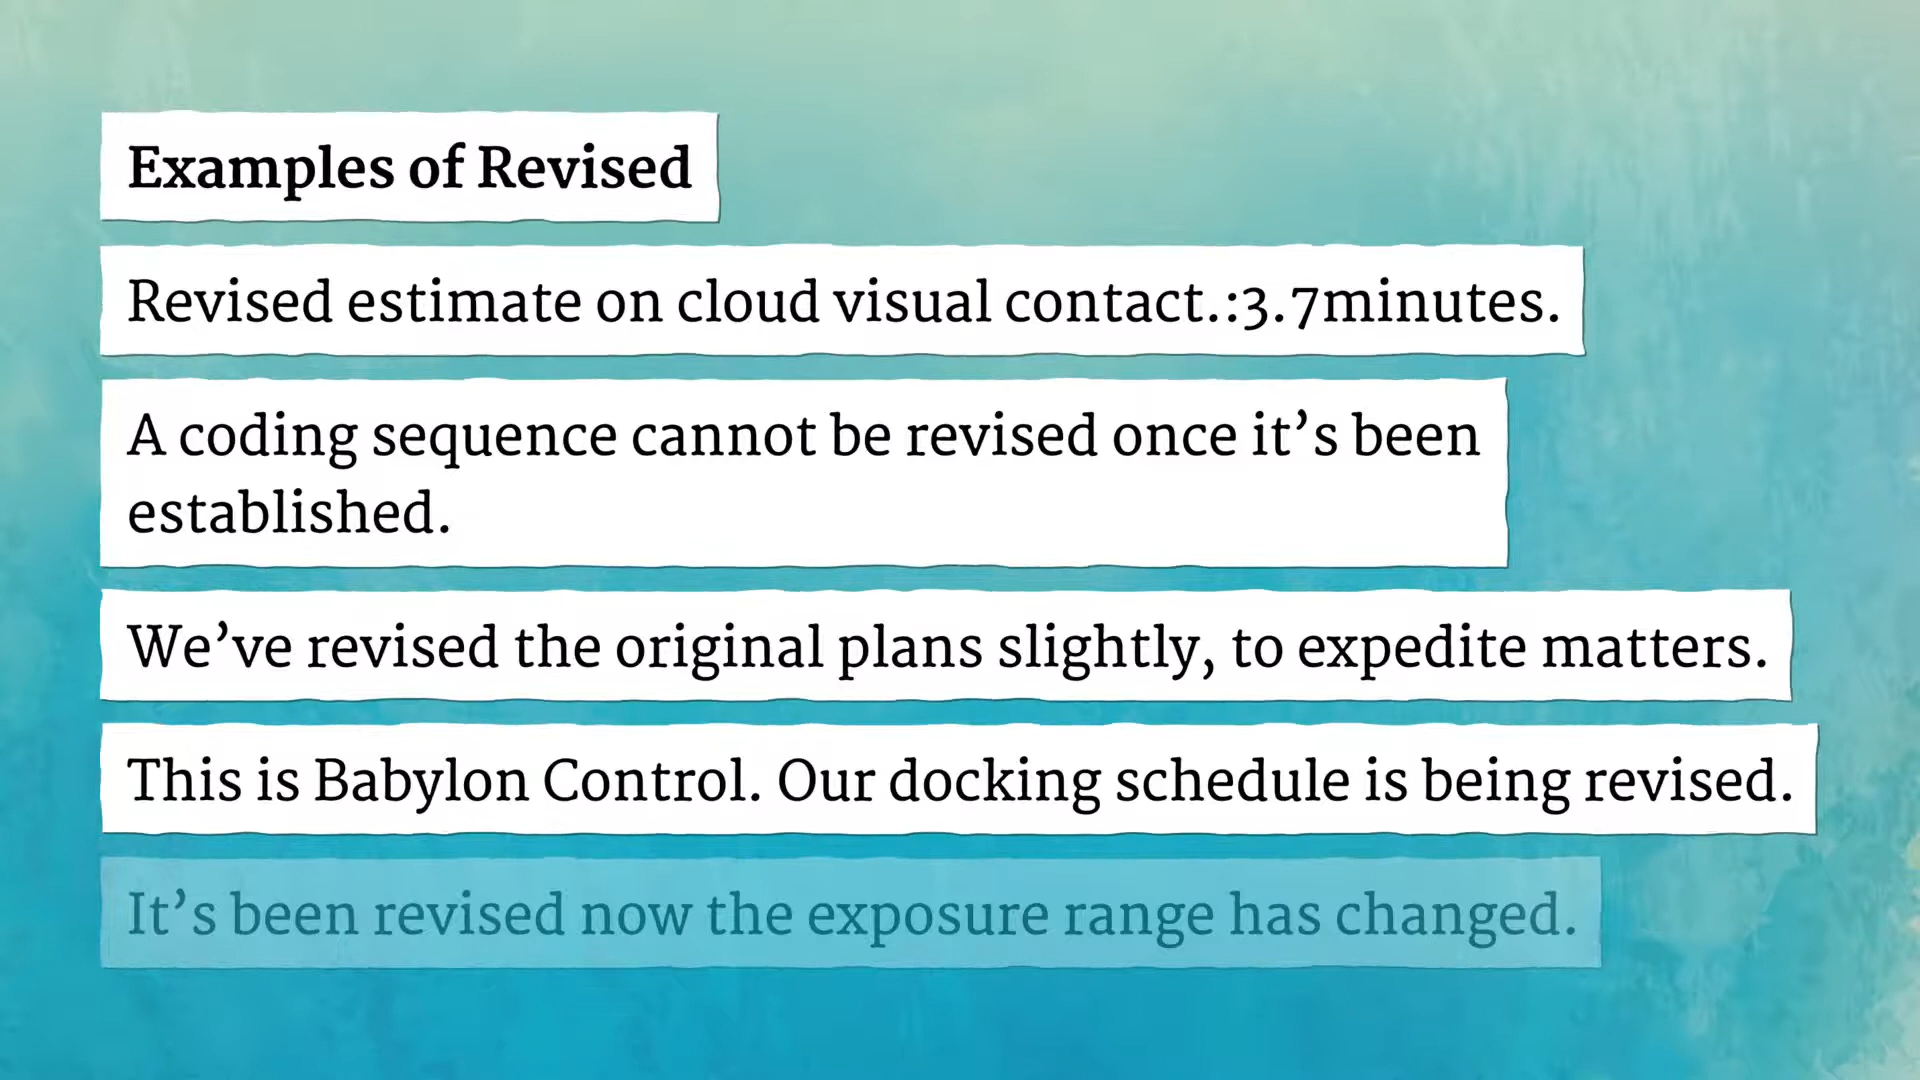 Examples of Revised
Revised estimate on cloud visual contact.:3.7minutes.
A coding sequence cannot be revised once it’s been
established.
We’ve revised the original plans slightly, to expedite matters.
This is Babylon Control. Our docking schedule is being revised.
It’s been revised now the exposure range has changed.